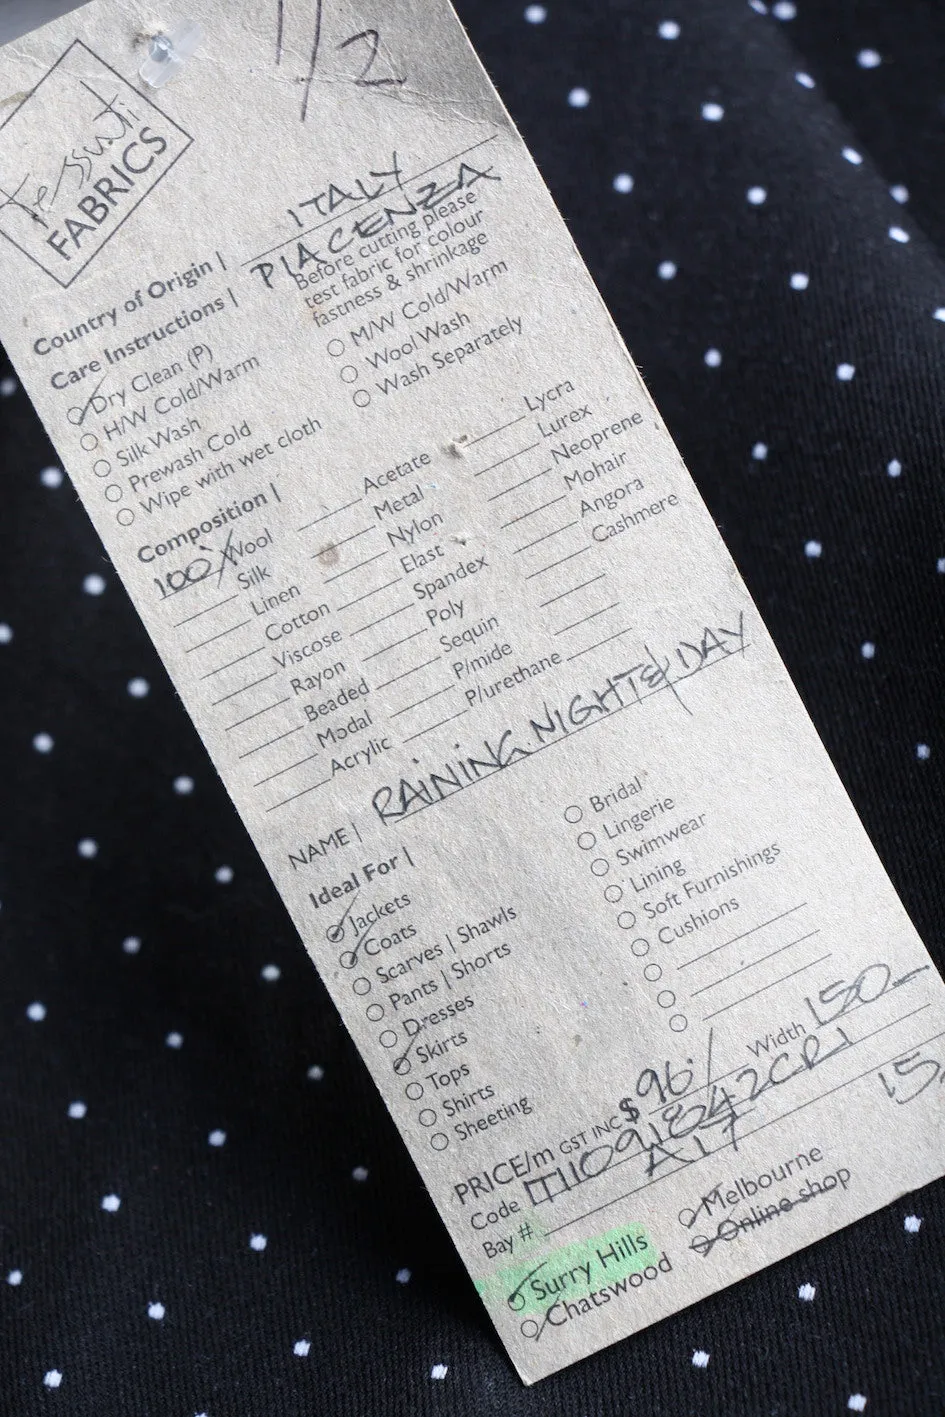 1/2
tessuti
FABRICS
Country of Origin | ITALY
PIACENZA
Care Instructions |
Before cutting please
test fabric for colour
fastness & shrinkage
Dry Clean (P)
H/W Cold/Warm
Silk Wash
Prewash Cold
Wipe with wet cloth
M/W Cold/Warm
Wool Wash
Wash Separately
Composition |
100% Wool
Silk
Linen
Cotton
Viscose
Rayon
Beaded
Modal
Acrylic
Acetate
Metal
Nylon
Elast
Spandex
Poly
Sequin
P/mide
P/urethane
Lycra
Lurex
Neoprene
Mohair
Angora
Cashmere
NAME | RAINING NIGHT & DAY
Ideal For |
Jackets
Coats
Scarves | Shawls
Pants | Shorts
Dresses
Skirts
Tops
Shirts
Sheeting
Bridal
Lingerie
Swimwear
Lining
Soft Furnishings
Cushions
PRICE/m GST INC $96/ Width 150
Code
Bay # A17 15
Surry Hills
Chatswood
Melbourne
Online shop